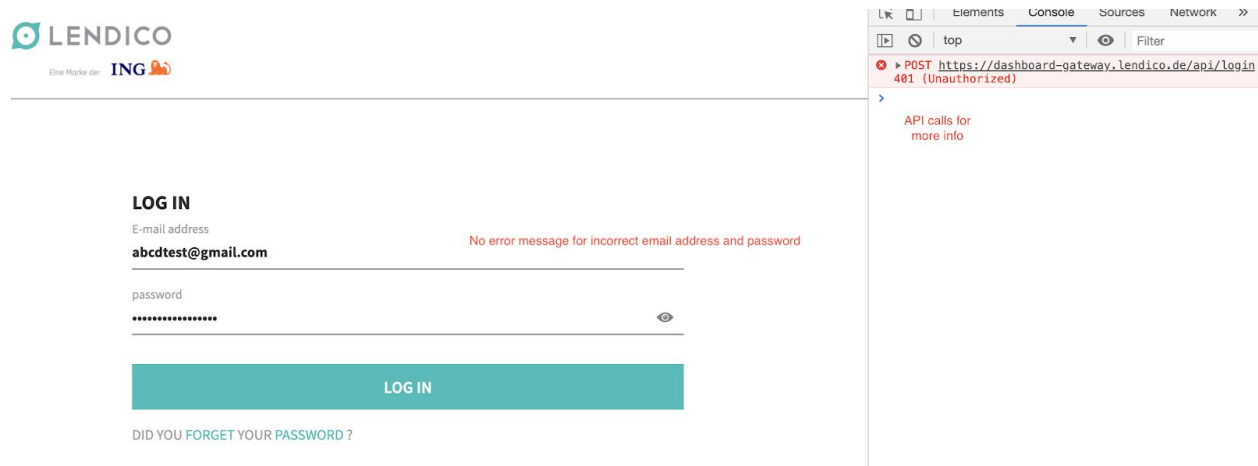 LENDICO
Eine Marke der ING
LOG IN
E-mail address
abcdtest@gmail.com
No error message for incorrect email address and password
password
•••••••••••••••••
LOG IN
DID YOU FORGET YOUR PASSWORD ?
Elements Console Sources Network »
top ▼ Filter
POST https://dashboard-gateway.lendico.de/api/login
401 (Unauthorized)
>
API calls for
more info